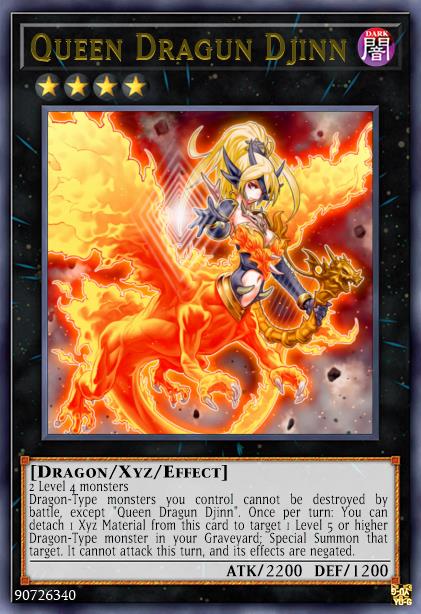 QUEEN DRAGUN DJINN
DARK
闇
[DRAGON/XYZ/EFFECT]
2 Level 4 monsters
Dragon-Type monsters you control cannot be destroyed by
battle, except "Queen Dragun Djinn". Once per turn: You can
detach 1 Xyz Material from this card to target 1 Level 5 or higher
Dragon-Type monster in your Graveyard; Special Summon that
target. It cannot attack this turn, and its effects are negated.
ATK/2200 DEF/1200
90726340